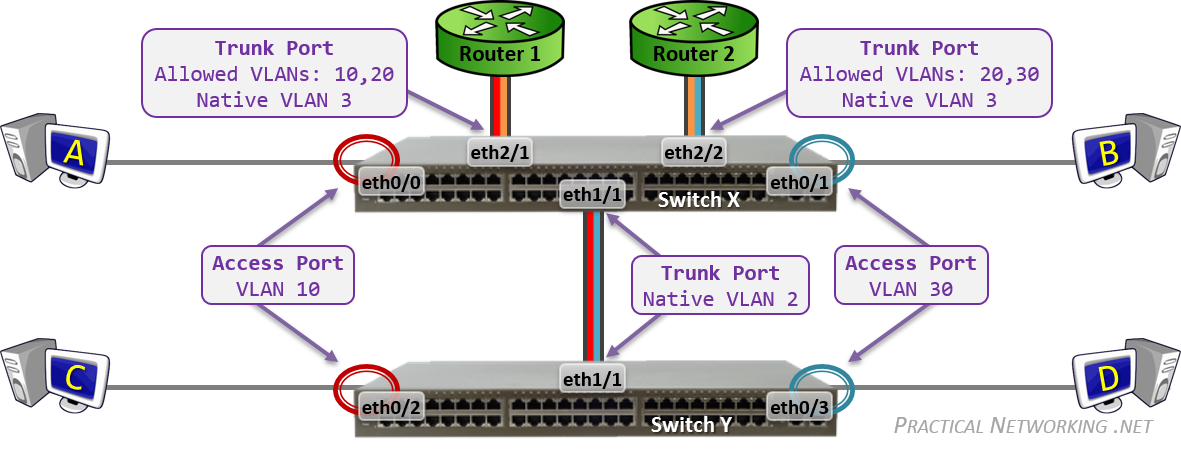 Trunk Port
Allowed VLANs: 10,20
Native VLAN 3
Router 1
Router 2
Trunk Port
Allowed VLANs: 20,30
Native VLAN 3
A
B
eth2/1
eth2/2
eth0/0
eth1/1
Switch X
eth0/1
Access Port
VLAN 10
Trunk Port
Native VLAN 2
Access Port
VLAN 30
C
D
eth1/1
eth0/2
Switch Y
eth0/3
PRACTICAL NETWORKING .NET